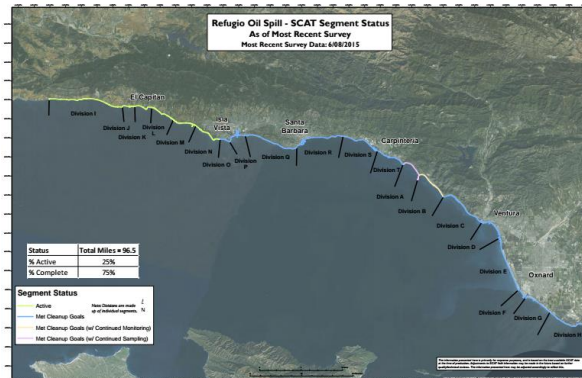 Refugio Oil Spill - SCAT Segment Status
As of Most Recent Survey
Most Recent Survey Data: 6/08/2015
El Capitan
Division I
Division J
Division K
Division L
Division M
Division N
Isla Vista
Division O
Division P
Santa Barbara
Division Q
Division R
Division S
Carpinteria
Division T
Division A
Division B
Ventura
Division C
Division D
Division E
Oxnard
Division F
Division G
Division H
Status Total Miles = 96.5
% Active 25%
% Complete 75%
Segment Status
Active
Note: Divisions are made
up of individual segments.
N
Met Cleanup Goals
Met Cleanup Goals (w/ Continued Monitoring)
Met Cleanup Goals (w/ Continued Sampling)